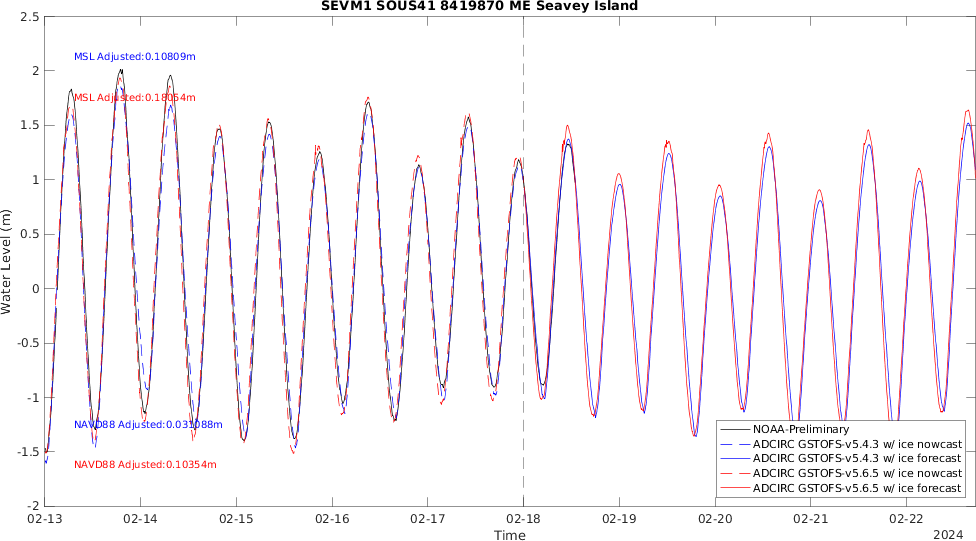 SEVM1 SOUS41 8419870 ME Seavey Island
2.5
2
1.5
1
0.5
0
-0.5
-1
-1.5
-2
Water Level (m)
MSL Adjusted:0.10809m
MSL Adjusted:0.18054m
NAVD88 Adjusted:0.031088m
NAVD88 Adjusted:0.10354m
NOAA-Preliminary
ADCIRC GSTOFS-v5.4.3 w/ ice nowcast
ADCIRC GSTOFS-v5.4.3 w/ ice forecast
ADCIRC GSTOFS-v5.6.5 w/ ice nowcast
ADCIRC GSTOFS-v5.6.5 w/ ice forecast
02-13 02-14 02-15 02-16 02-17 02-18 02-19 02-20 02-21 02-22
Time
2024